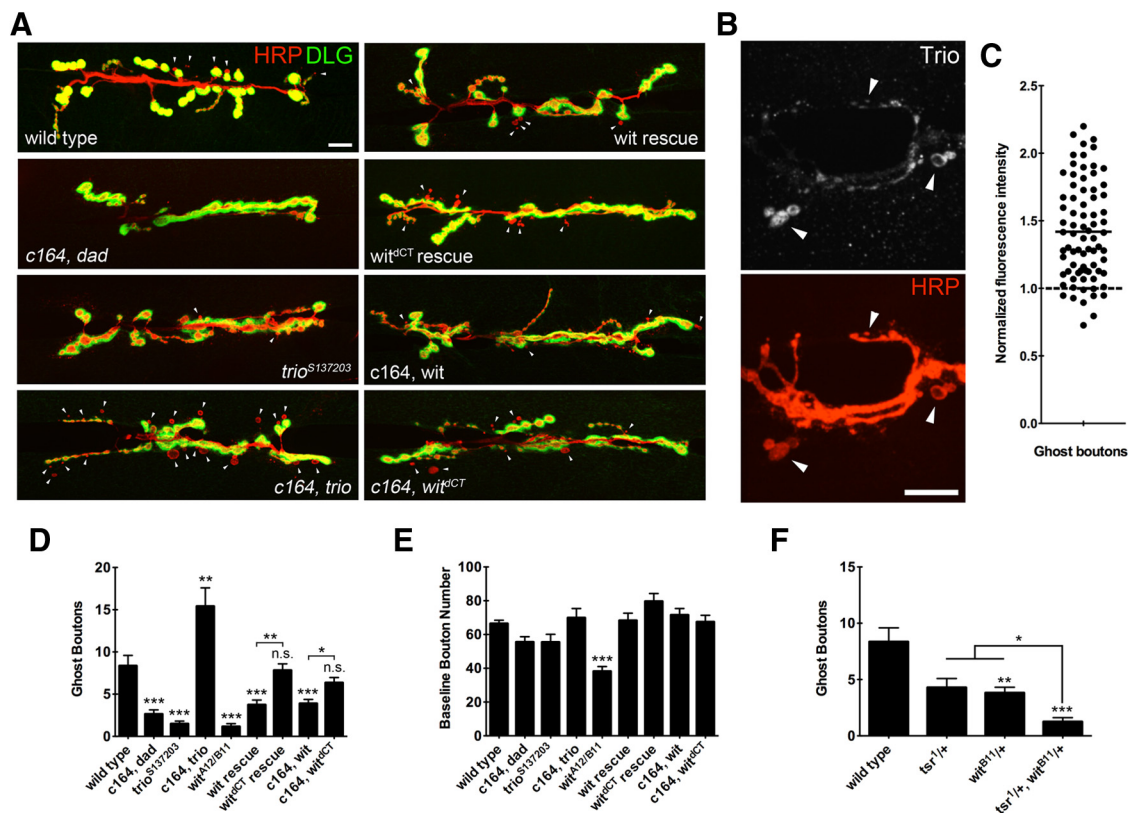 A
HRP DLG
wild type
wit rescue
c164, dad
wit^dCT rescue
trio^S137203
c164, wit
c164, trio
c164, wit^dCT
B
Trio
HRP
C
Normalized fluorescence intensity
2.5
2.0
1.5
1.0
0.5
0.0
Ghost boutons
D
Ghost Boutons
20
15
10
5
0
**
***
***
***
***
**
n.s.
***
*
n.s.
wild type
c164, dad
trio^S137203
c164, trio
wit^A12/B11
wit rescue
wit^dCT rescue
c164, wit
c164, wit^dCT
E
Baseline Bouton Number
100
80
60
40
20
0
***
wild type
c164, dad
trio^S137203
c164, trio
wit^A12/B11
wit rescue
wit^dCT rescue
c164, wit
c164, wit^dCT
F
Ghost Boutons
15
10
5
0
*
**
***
wild type
tsr^1/+
wit^B11/+
tsr^1/+, wit^B11/+